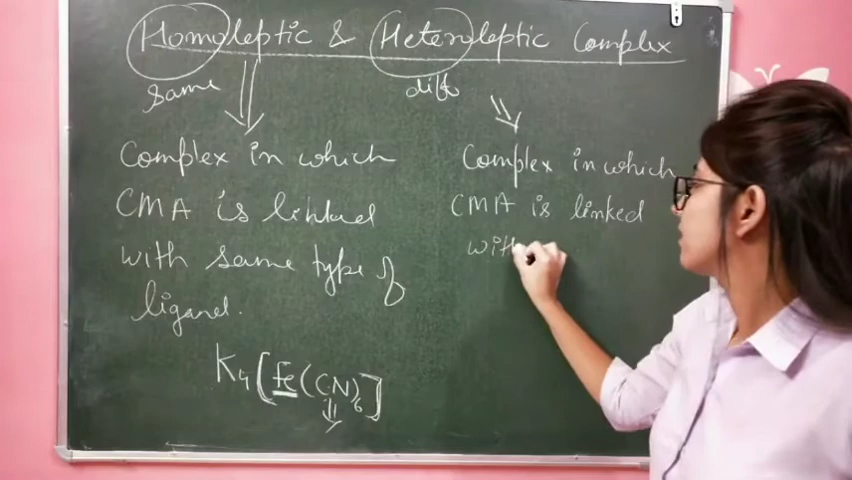 Homoleptic & Heteroleptic Complex
same
diff
Complex in which
CMA is linked
with same type of
ligand.
K4[Fe(CN)6]
Complex in which
CMA is linked
with